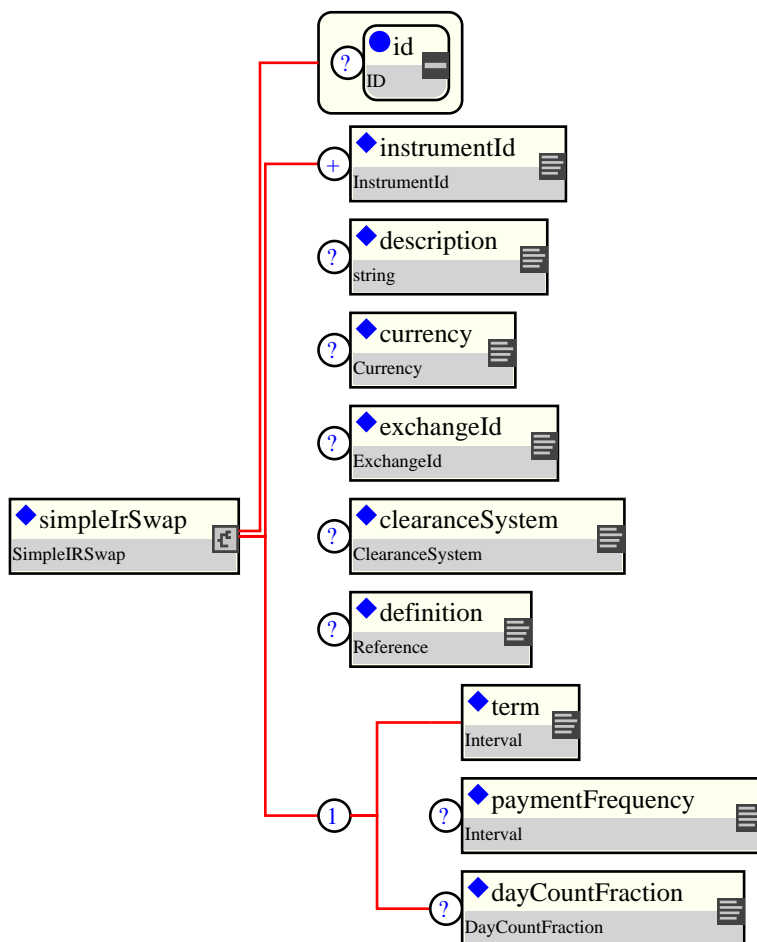 ?
id
ID
+
instrumentId
InstrumentId
?
description
string
?
currency
Currency
?
exchangeId
ExchangeId
simpleIrSwap
SimpleIRSwap
?
clearanceSystem
ClearanceSystem
?
definition
Reference
term
Interval
1
?
paymentFrequency
Interval
?
dayCountFraction
DayCountFraction